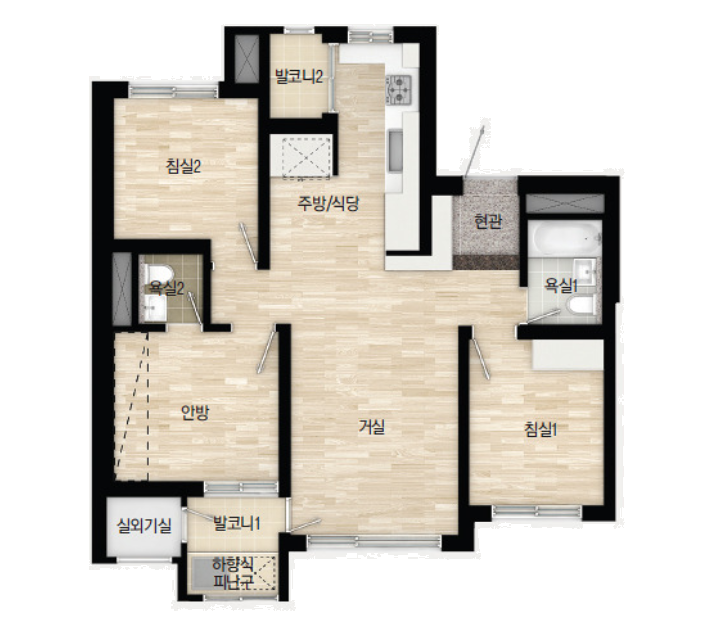 발코니2
침실2
주방/식당
현관
욕실2
욕실1
안방
거실
침실1
실외기실
발코니1
하향식
피난구